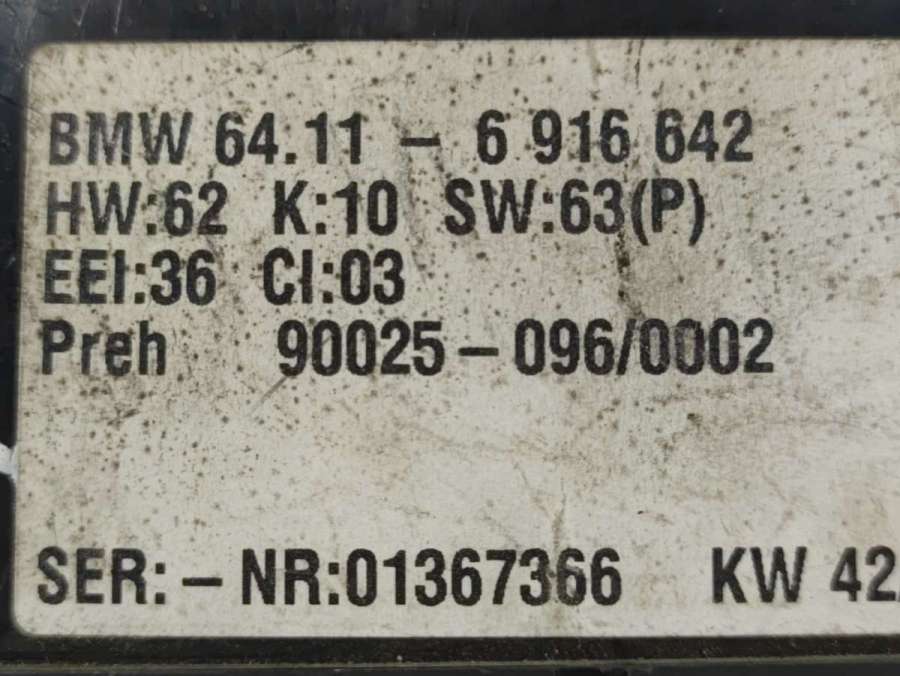 BMW 64.11 - 6 916 642
HW:62 K:10 SW:63(P)
EEI:36 CI:03
Preh 90025-096/0002
SER:-NR:01367366 KW 42/